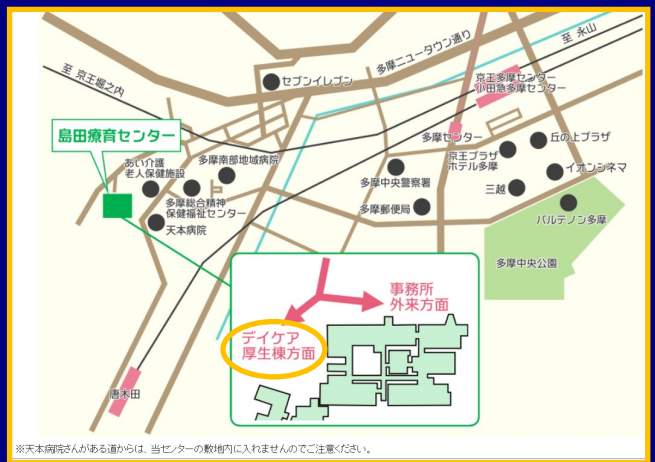 多摩ニュータウン通り
至 永山
至 京王堀之内
セブンイレブン
京王多摩センター
小田急多摩センター
島田療育センター
多摩センター
丘の上プラザ
京王プラザ
ホテル多摩
イオンシネマ
あい介護
老人保健施設
多摩南部地域病院
多摩中央警察署
三越
多摩総合精神
保健福祉センター
多摩郵便局
パルテノン多摩
天本病院
多摩中央公園
事務所
外来方面
デイケア
厚生棟方面
唐木田
※天本病院さんがある道からは、当センターの敷地内に入れませんのでご注意ください。